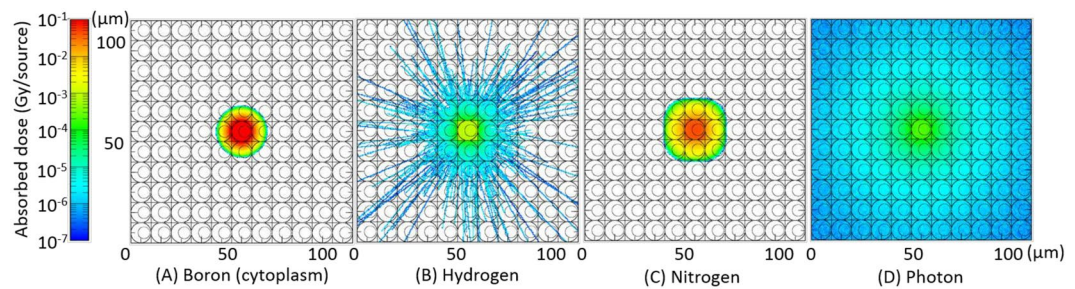 Absorbed dose (Gy/source)
10-1
10-2
10-3
10-4
10-5
10-6
10-7
(μm)
100
50
0 50 100 0 50 100 0 50 100 0 50 100 (μm)
(A) Boron (cytoplasm) (B) Hydrogen (C) Nitrogen (D) Photon